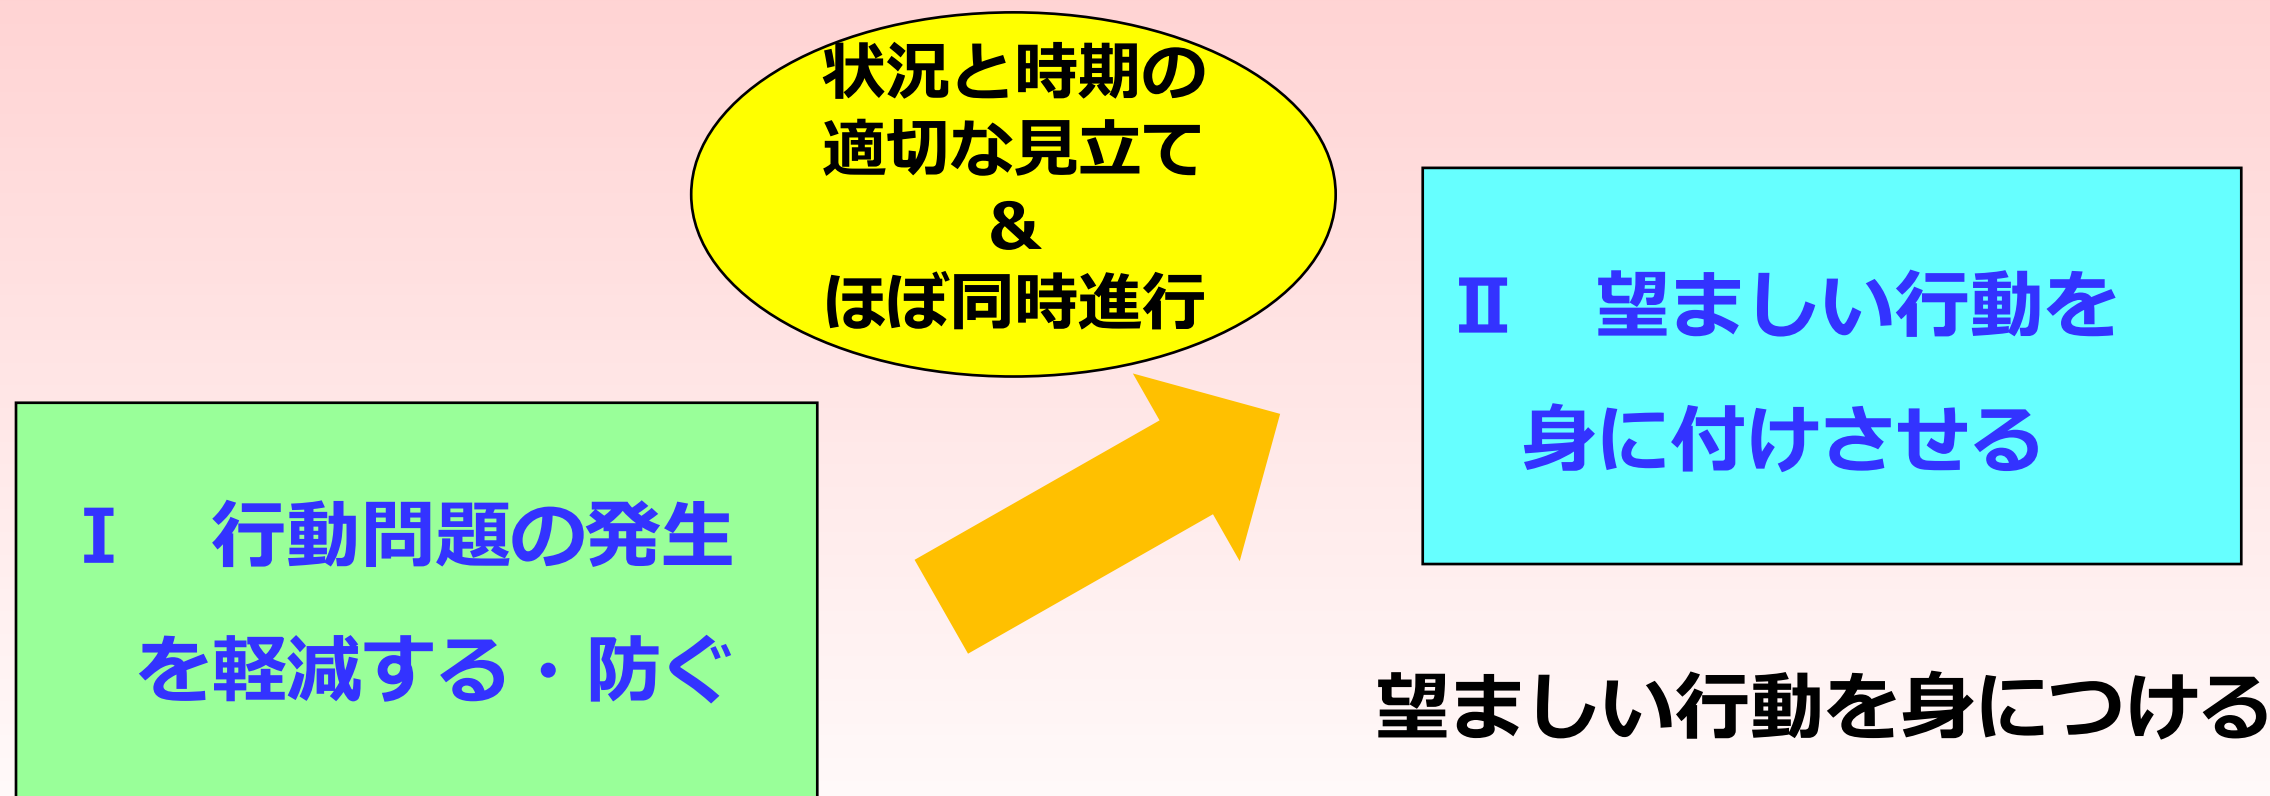 状況と時期の
適切な見立て
&
ほぼ同時進行
Ⅱ 望ましい行動を
身に付けさせる
Ⅰ 行動問題の発生
を軽減する・防ぐ
望ましい行動を身につける